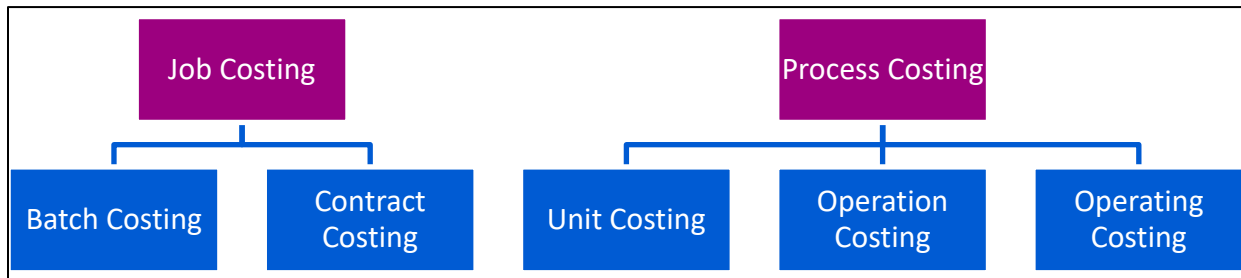 Job Costing
Process Costing
Batch Costing
Contract
Costing
Unit Costing
Operation
Costing
Operating
Costing